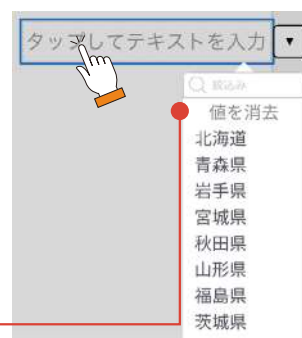 タップしてテキストを入力 ▼
絞込み
値を消去
北海道
青森県
岩手県
宮城県
秋田県
山形県
福島県
茨城県